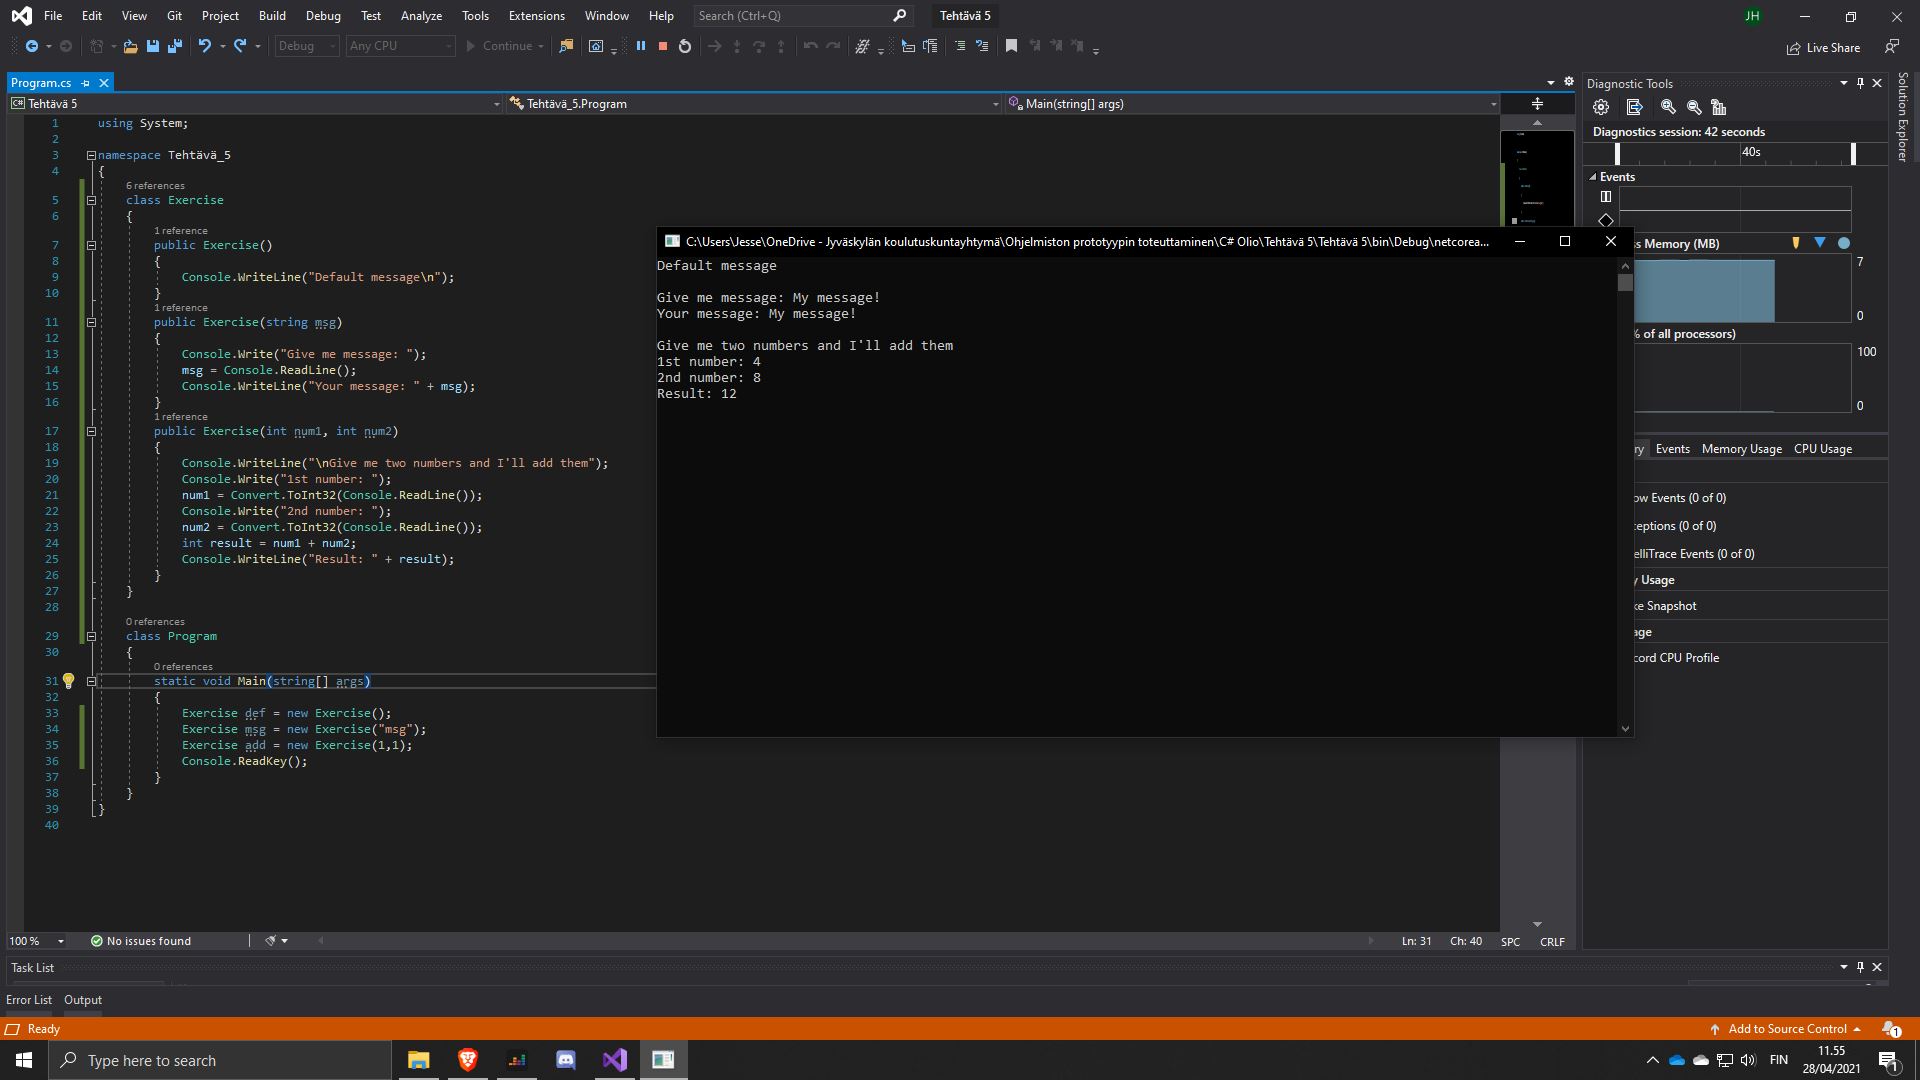 File Edit View Git Project Build Debug Test Analyze Tools Extensions Window Help Search (Ctrl+Q) Tehtävä 5 JH
Debug Any CPU Continue Live Share
Program.cs
Tehtävä 5 Tehtävä_5.Program Main(string[] args)
1 using System;
2
3 namespace Tehtävä_5
4 {
6 references
5 class Exercise
6 {
1 reference
7 public Exercise()
8 {
9 Console.WriteLine("Default message\n");
10 }
1 reference
11 public Exercise(string msg)
12 {
13 Console.Write("Give me message: ");
14 msg = Console.ReadLine();
15 Console.WriteLine("Your message: " + msg);
16 }
1 reference
17 public Exercise(int num1, int num2)
18 {
19 Console.WriteLine("\nGive me two numbers and I'll add them");
20 Console.Write("1st number: ");
21 num1 = Convert.ToInt32(Console.ReadLine());
22 Console.Write("2nd number: ");
23 num2 = Convert.ToInt32(Console.ReadLine());
24 int result = num1 + num2;
25 Console.WriteLine("Result: " + result);
26 }
27 }
28
0 references
29 class Program
30 {
0 references
31 static void Main(string[] args)
32 {
33 Exercise def = new Exercise();
34 Exercise msg = new Exercise("msg");
35 Exercise add = new Exercise(1,1);
36 Console.ReadKey();
37 }
38 }
39 }
40
C:\Users\Jesse\OneDrive - Jyväskylän koulutuskuntayhtymä\Ohjelmiston prototyypin toteuttaminen\C# Olio\Tehtävä 5\Tehtävä 5\bin\Debug\netcorea...
Default message
Give me message: My message!
Your message: My message!
Give me two numbers and I'll add them
1st number: 4
2nd number: 8
Result: 12
Diagnostic Tools
Diagnostics session: 42 seconds
40s
Events
s Memory (MB)
7
0
% of all processors)
100
0
ry Events Memory Usage CPU Usage
ow Events (0 of 0)
ceptions (0 of 0)
elliTrace Events (0 of 0)
y Usage
ke Snapshot
age
cord CPU Profile
Solution Explorer
100 % No issues found Ln: 31 Ch: 40 SPC CRLF
Task List
Error List Output
Ready Add to Source Control 1
Type here to search FIN 11.55
28/04/2021 1